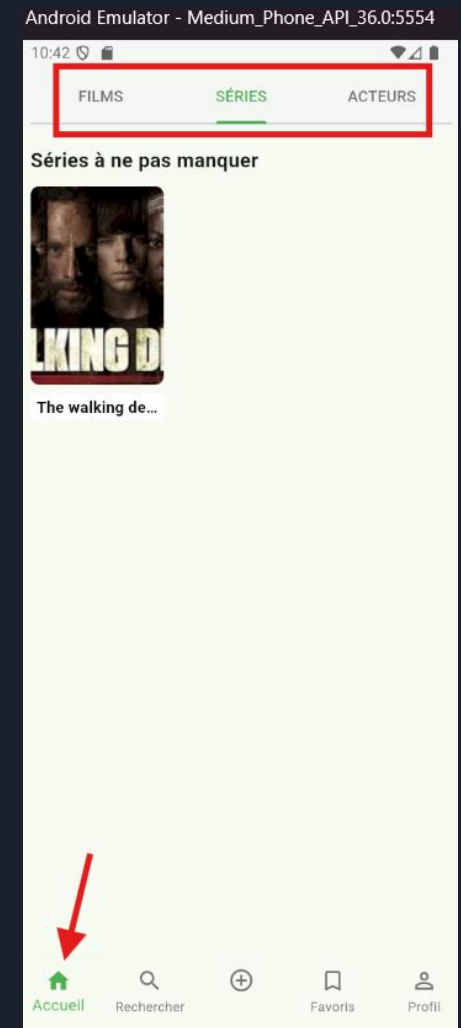 Android Emulator - Medium_Phone_API_36.0:5554
10:42
FILMS SÉRIES ACTEURS
Séries à ne pas manquer
LKING D
The walking de...
Accueil Rechercher Favoris Profil